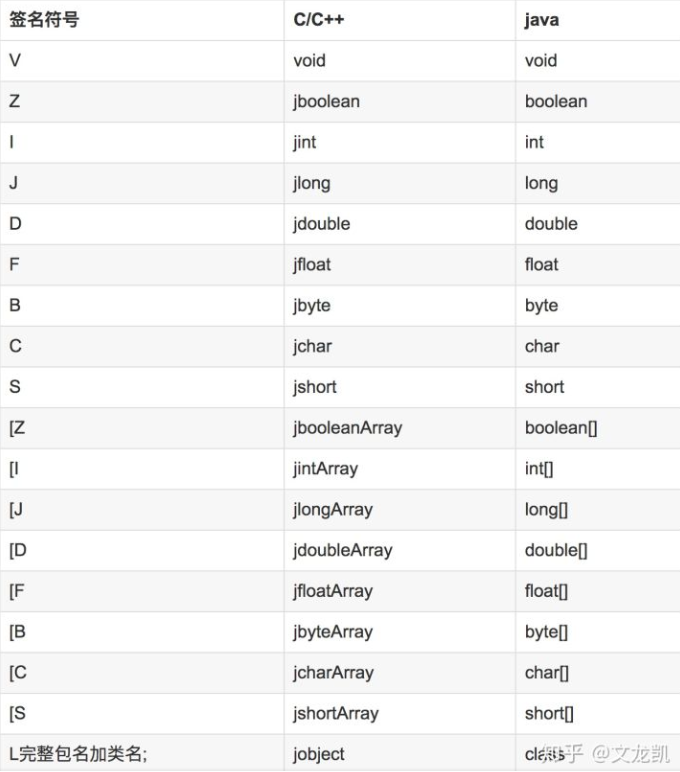 签名符号 C/C++ java
V void void
Z jboolean boolean
I jint int
J jlong long
D jdouble double
F jfloat float
B jbyte byte
C jchar char
S jshort short
[Z jbooleanArray boolean[]
[I jintArray int[]
[J jlongArray long[]
[D jdoubleArray double[]
[F jfloatArray float[]
[B jbyteArray byte[]
[C jcharArray char[]
[S jshortArray short[]
L完整包名加类名; jobject class
知乎 @文龙凯